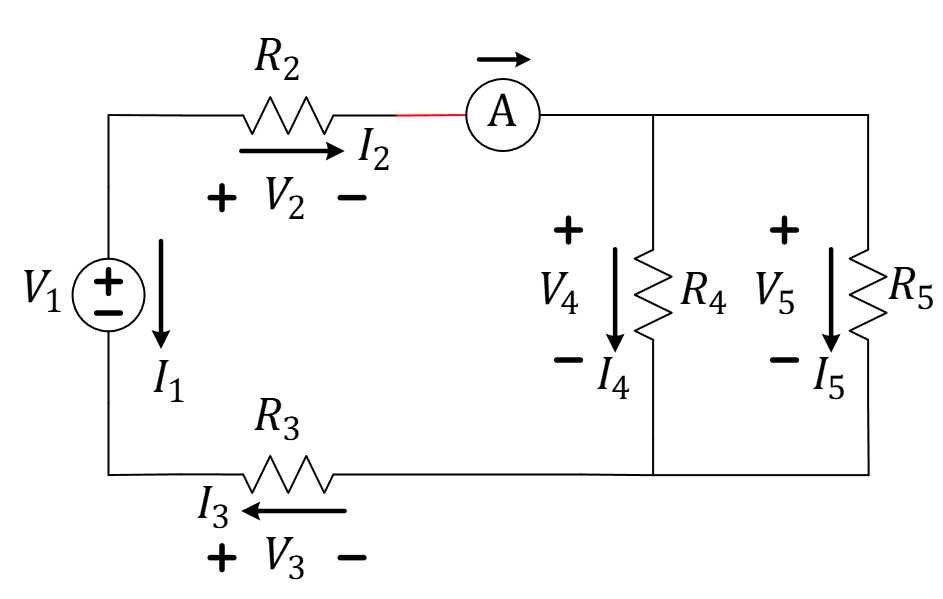 R₂
A
I₂
+ V₂ −
V₁
+
−
I₁
+
V₄
−
I₄
R₄
+
V₅
−
I₅
R₅
R₃
I₃
+ V₃ −